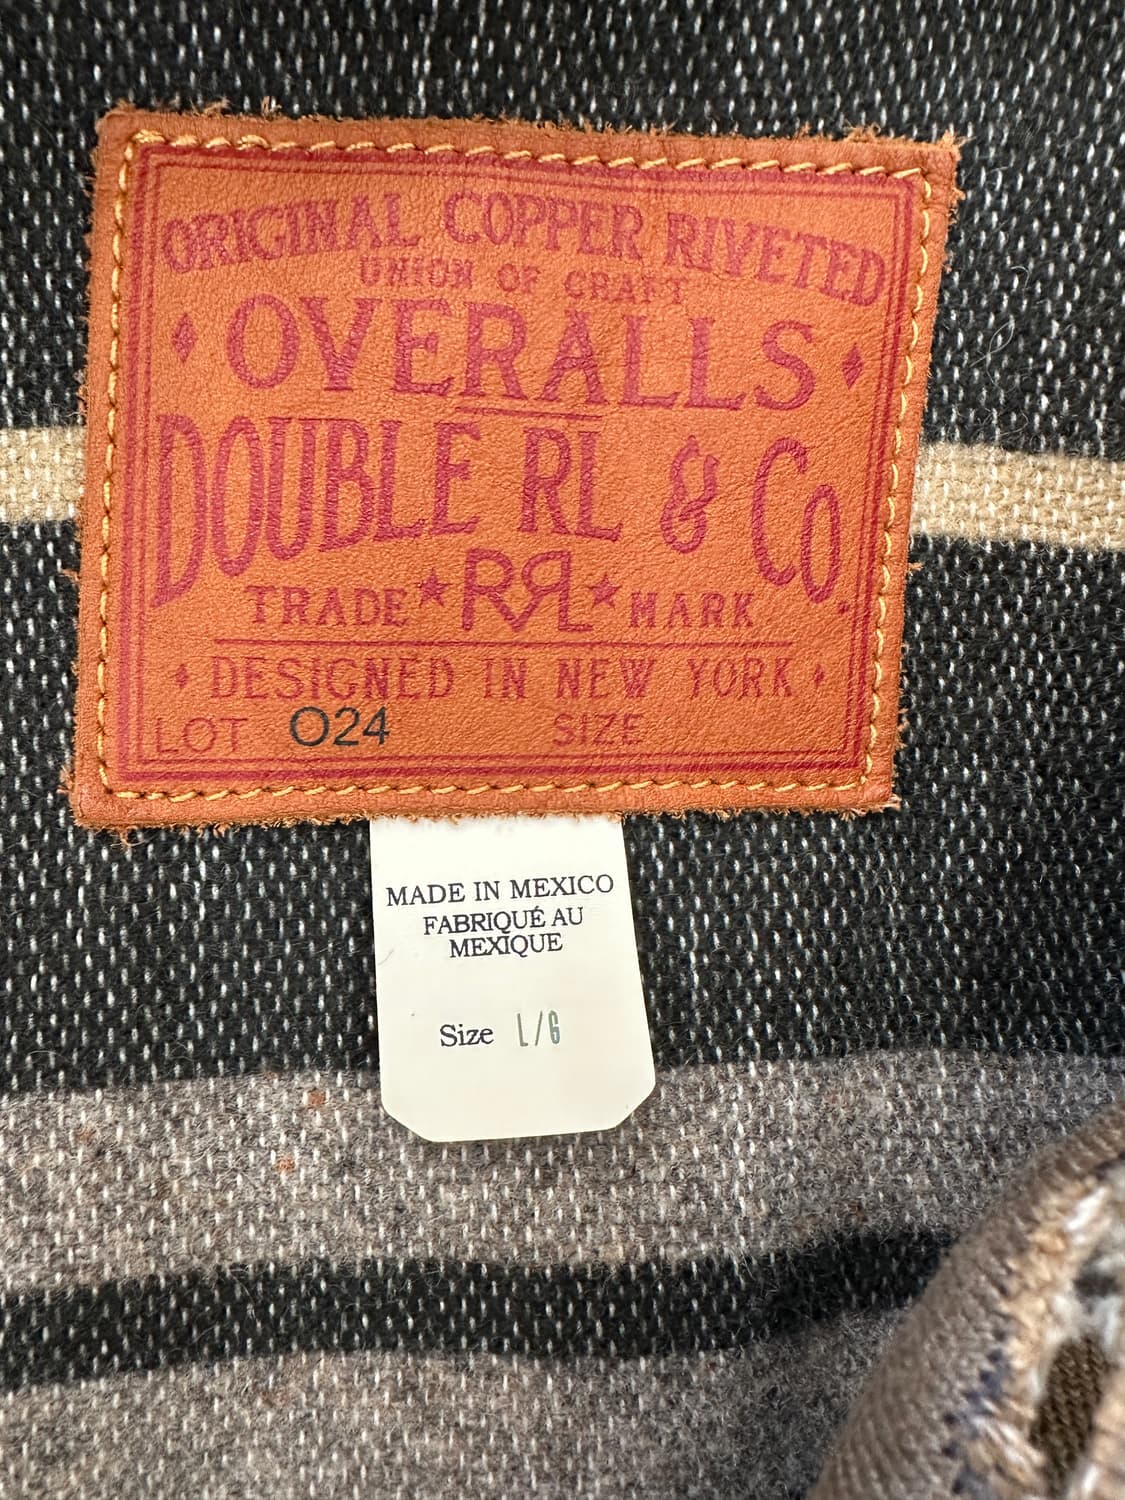 ORIGINAL COPPER RIVETED
UNION OF CRAFT
OVERALLS
DOUBLE RL & CO.
TRADE ★ RRL ★ MARK
DESIGNED IN NEW YORK
LOT 024 SIZE
MADE IN MEXICO
FABRIQUÉ AU
MEXIQUE
Size L/G